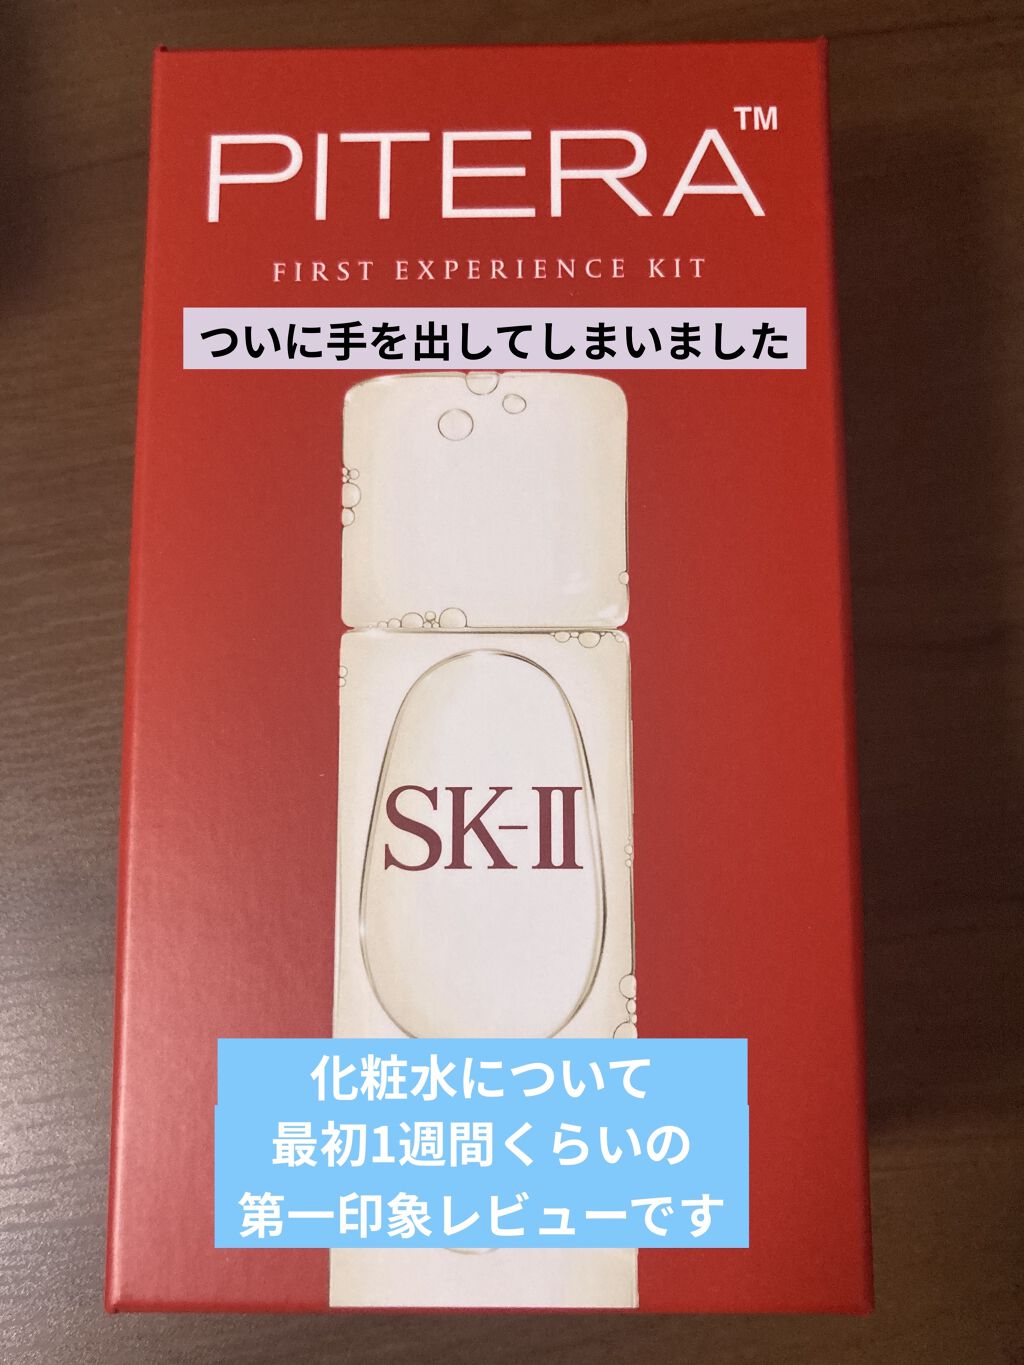 PITERA™
FIRST EXPERIENCE KIT
ついに手を出してしまいました
SK-II
化粧水について
最初1週間くらいの
第一印象レビューです